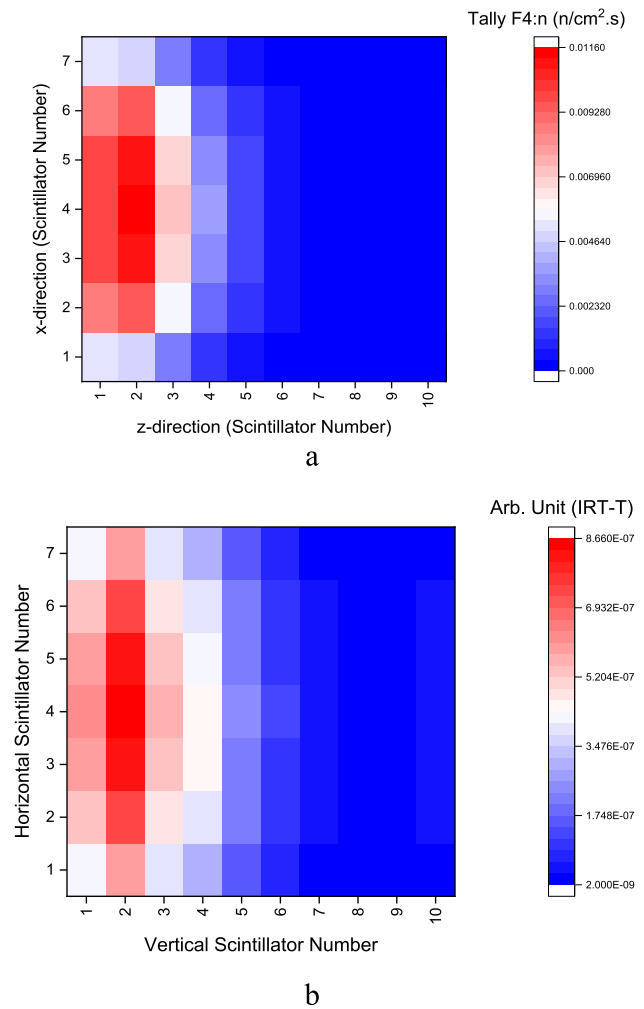 Tally F4:n (n/cm².s)
7
6
5
4
3
2
1
x-direction (Scintillator Number)
1 2 3 4 5 6 7 8 9 10
z-direction (Scintillator Number)
0.01160
0.009280
0.006960
0.004640
0.002320
0.000
a
Arb. Unit (IRT-T)
7
6
5
4
3
2
1
Horizontal Scintillator Number
1 2 3 4 5 6 7 8 9 10
Vertical Scintillator Number
8.660E-07
6.932E-07
5.204E-07
3.476E-07
1.748E-07
2.000E-09
b